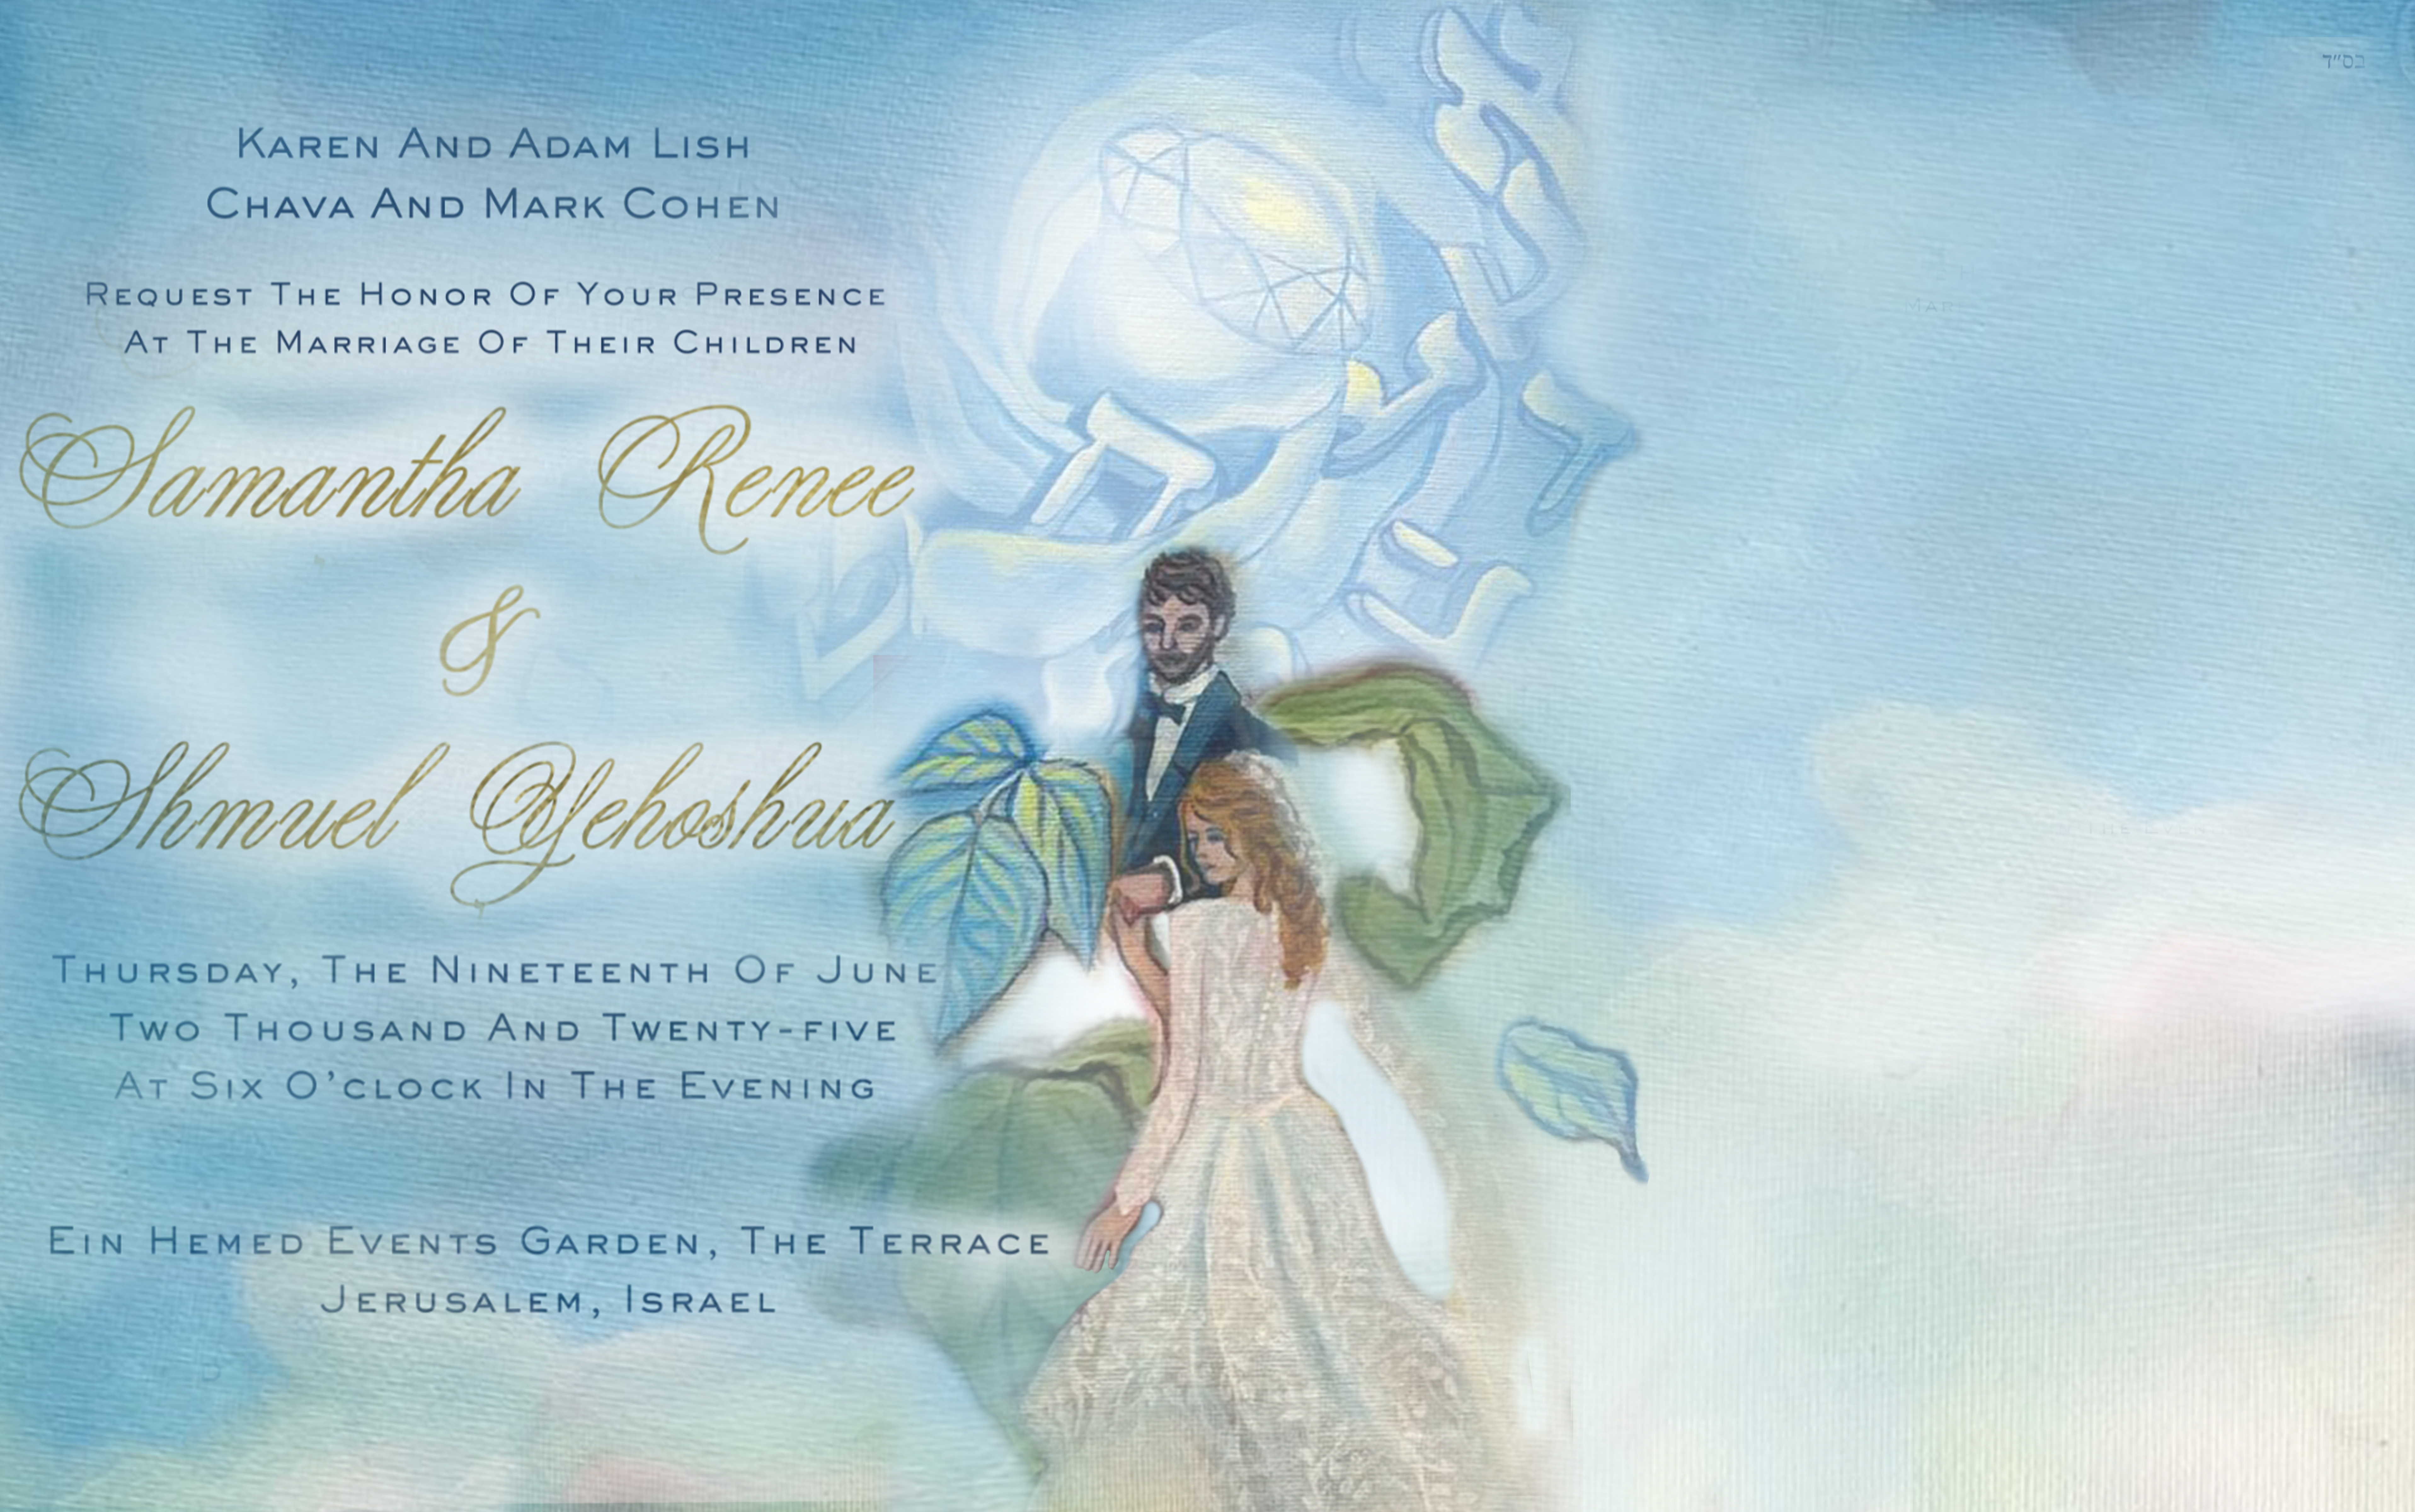 בס״ד
Karen And Adam Lish
Chava And Mark Cohen
Request The Honor Of Your Presence
At The Marriage Of Their Children
Samantha Renee
&
Shmuel Yehoshua
Thursday, The Nineteenth Of June
Two Thousand And Twenty-five
At Six O’clock In The Evening
Ein Hemed Events Garden, The Terrace
Jerusalem, Israel